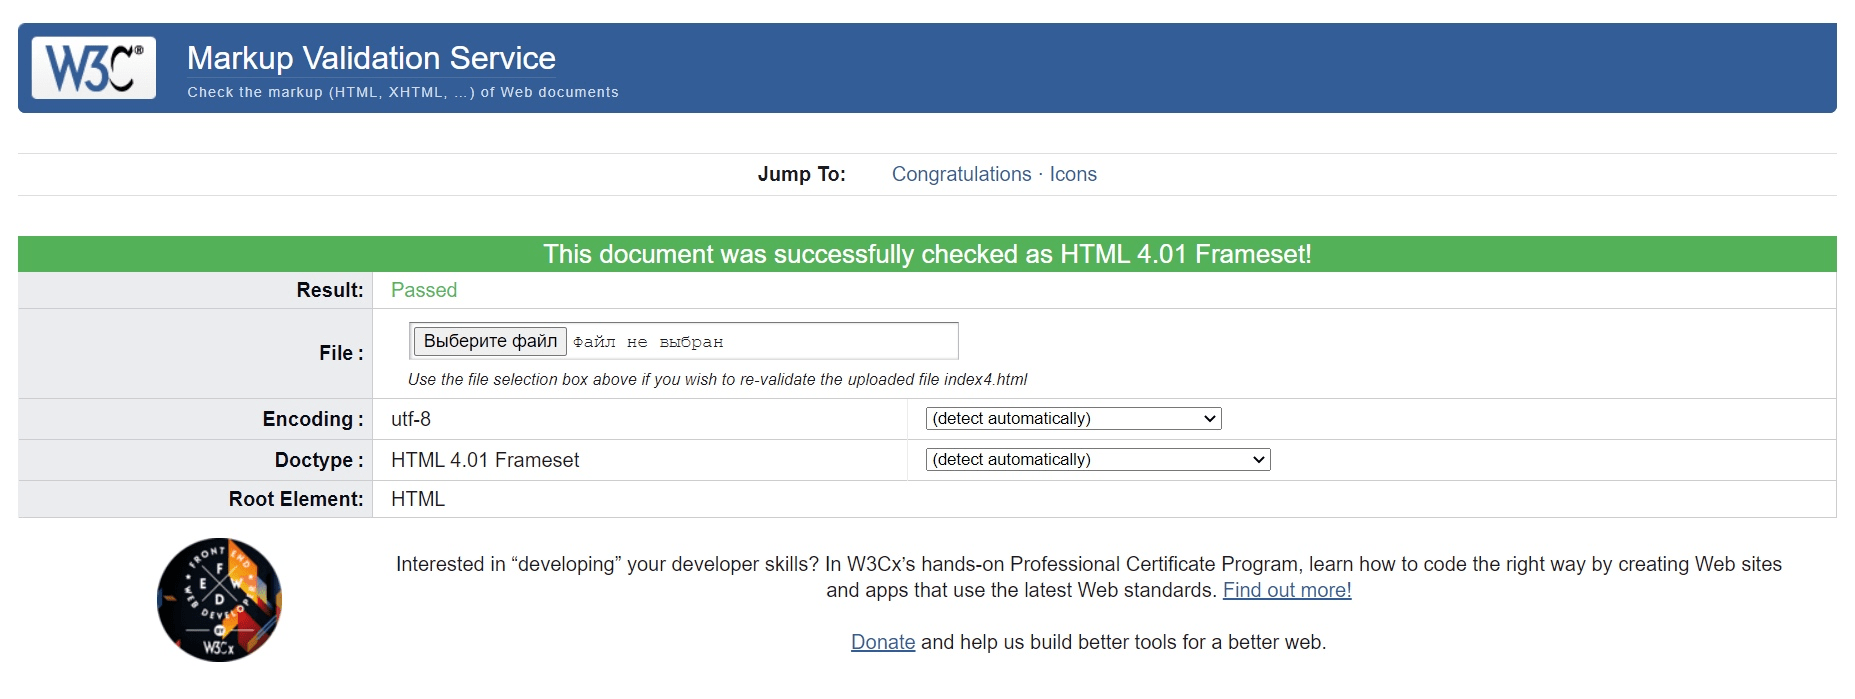 W3C®
Markup Validation Service
Check the markup (HTML, XHTML, ...) of Web documents
Jump To: Congratulations · Icons
This document was successfully checked as HTML 4.01 Frameset!
Result: Passed
File : Выберите файл Файл не выбран
Use the file selection box above if you wish to re-validate the uploaded file index4.html
Encoding : utf-8 (detect automatically)
Doctype : HTML 4.01 Frameset (detect automatically)
Root Element: HTML
FRONT END
F
E W
D
WEB DEVELOPER
BY
W3Cx
Interested in “developing” your developer skills? In W3Cx’s hands-on Professional Certificate Program, learn how to code the right way by creating Web sites
and apps that use the latest Web standards. Find out more!
Donate and help us build better tools for a better web.